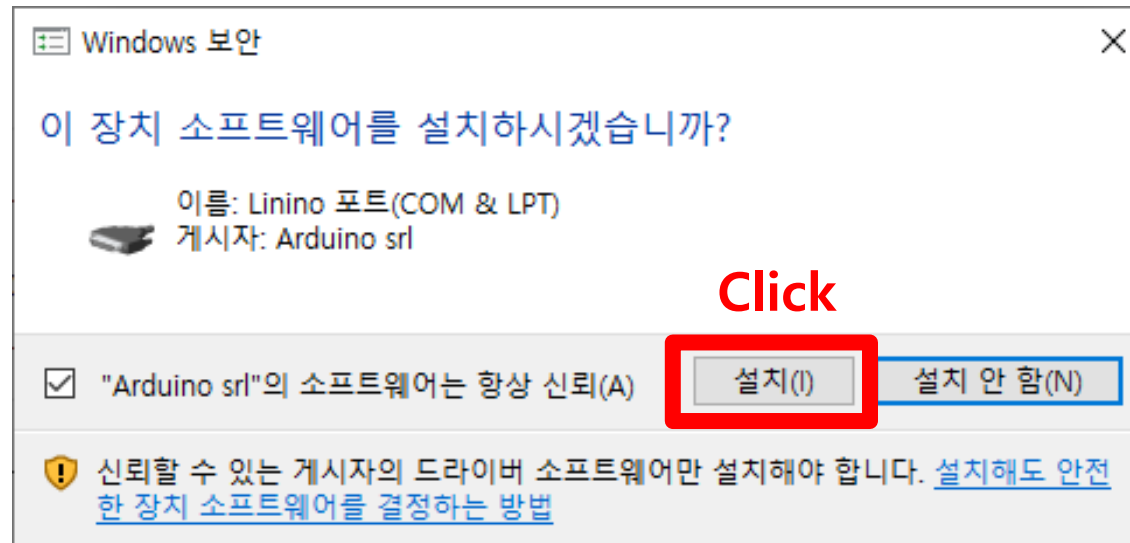 Windows 보안
이 장치 소프트웨어를 설치하시겠습니까?
이름: Linino 포트(COM & LPT)
게시자: Arduino srl
Click
"Arduino srl"의 소프트웨어는 항상 신뢰(A)
설치(I)
설치 안 함(N)
신뢰할 수 있는 게시자의 드라이버 소프트웨어만 설치해야 합니다. 설치해도 안전
한 장치 소프트웨어를 결정하는 방법